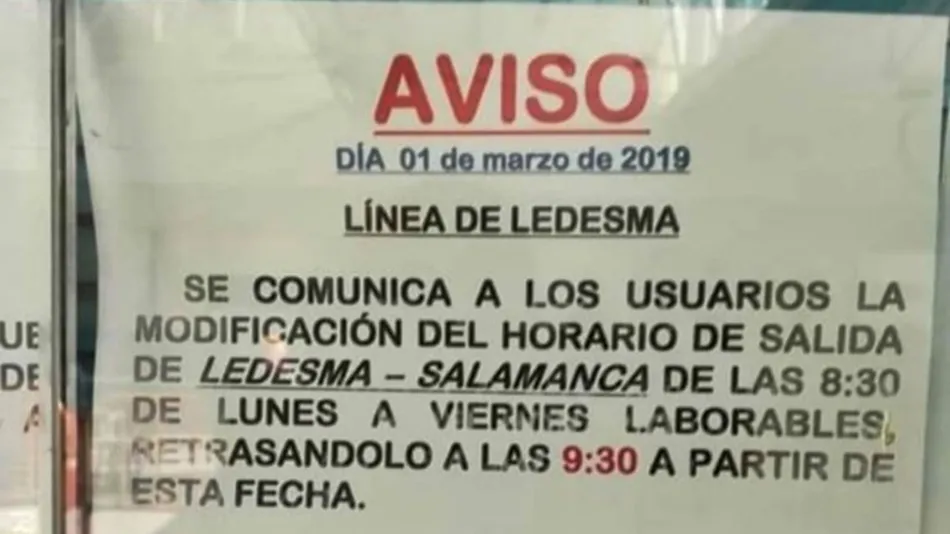 AVISO
DÍA 01 de marzo de 2019
LÍNEA DE LEDESMA
SE COMUNICA A LOS USUARIOS LA
MODIFICACIÓN DEL HORARIO DE SALIDA
DE LEDESMA – SALAMANCA DE LAS 8:30
DE LUNES A VIERNES LABORABLES,
RETRASANDOLO A LAS 9:30 A PARTIR DE
ESTA FECHA.
UE
DE
A